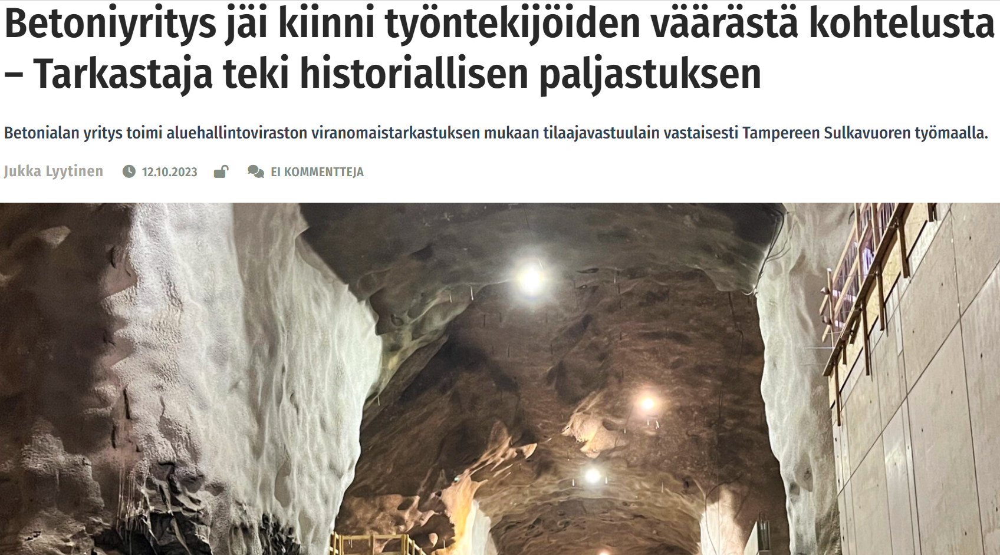 Betoniyritys jäi kiinni työntekijöiden väärästä kohtelusta
– Tarkastaja teki historiallisen paljastuksen
Betonialan yritys toimi aluehallintoviraston viranomaistarkastuksen mukaan tilaajavastuulain vastaisesti Tampereen Sulkavuoren työmaalla.
Jukka Lyytinen 12.10.2023 EI KOMMENTTEJA